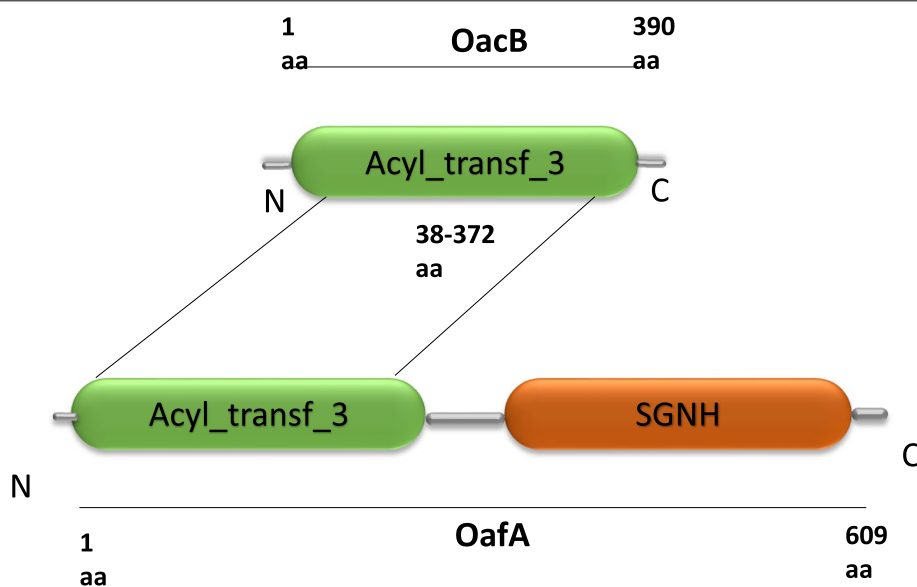 1
aa
OacB
390
aa
Acyl_transf_3
N
C
38-372
aa
Acyl_transf_3
SGNH
N
C
1
aa
OafA
609
aa